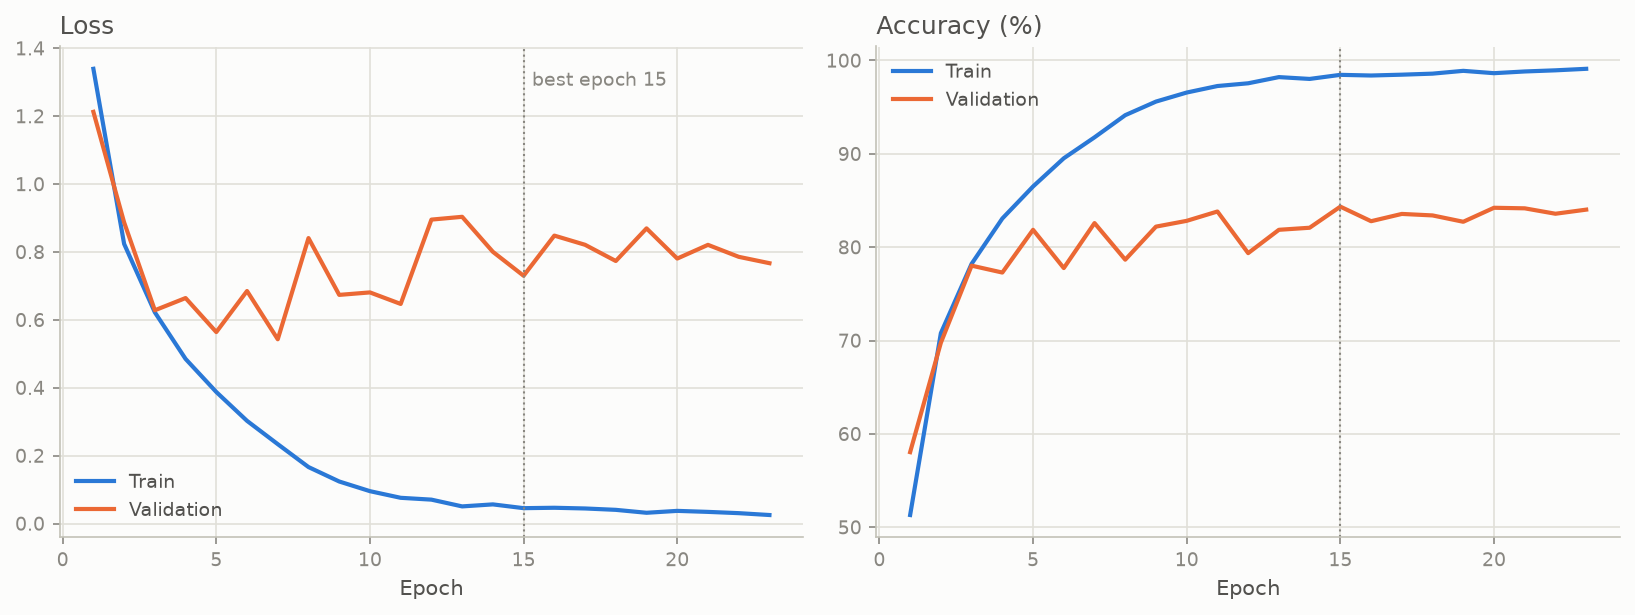 Loss
1.4
1.2
1.0
0.8
0.6
0.4
0.2
0.0
best epoch 15
Train
Validation
0 5 10 15 20
Epoch
Accuracy (%)
100
90
80
70
60
50
Train
Validation
0 5 10 15 20
Epoch